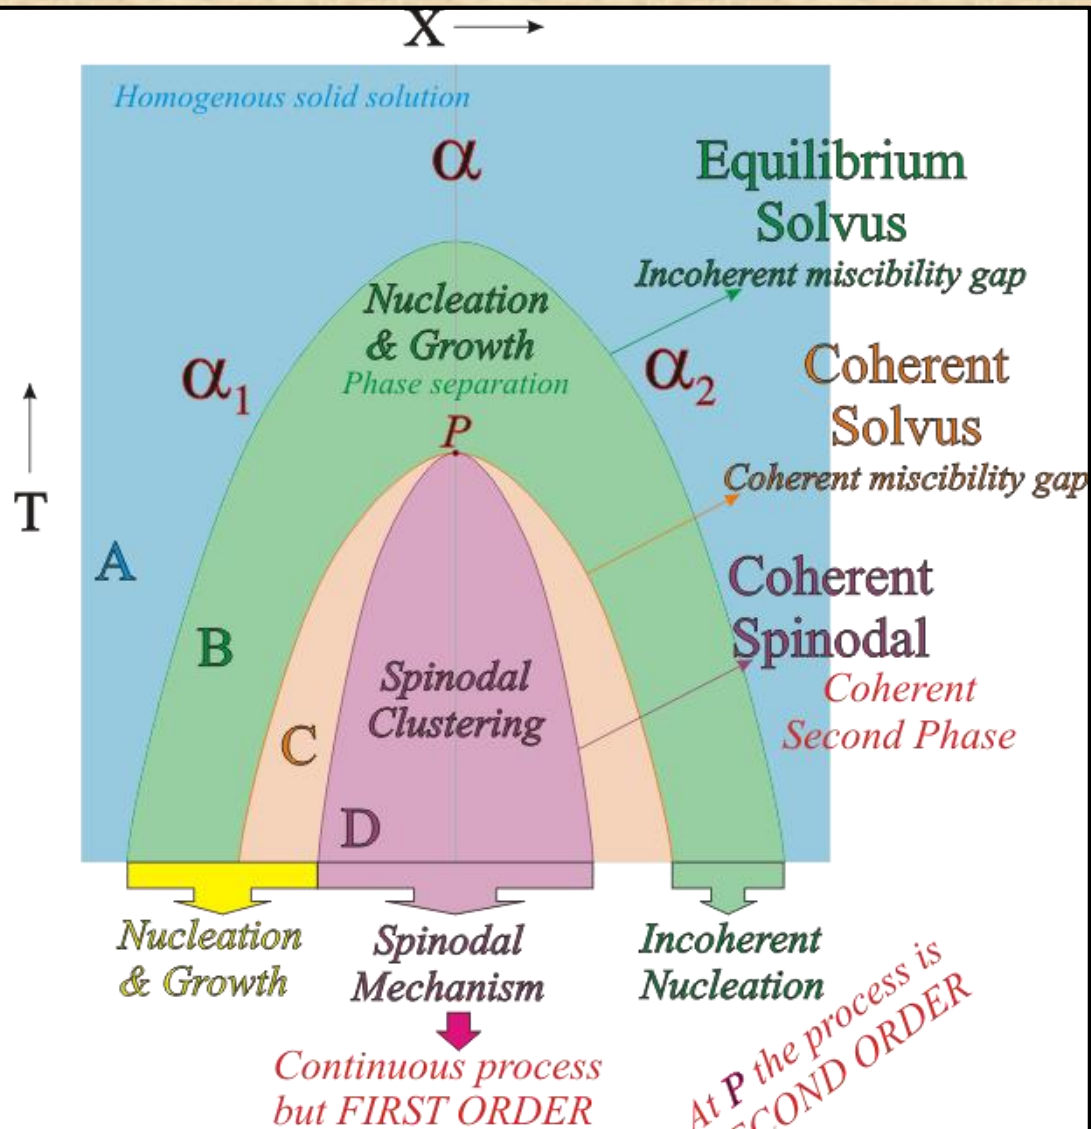 X
Homogenous solid solution
α
Equilibrium
Solvus
Incoherent miscibility gap
Nucleation
& Growth
Phase separation
α1
α2
Coherent
Solvus
Coherent miscibility gap
P
T
A
B
C
D
Coherent
Spinodal
Coherent
Second Phase
Spinodal
Clustering
Nucleation
& Growth
Spinodal
Mechanism
Incoherent
Nucleation
Continuous process
but FIRST ORDER
At P the process is
SECOND ORDER